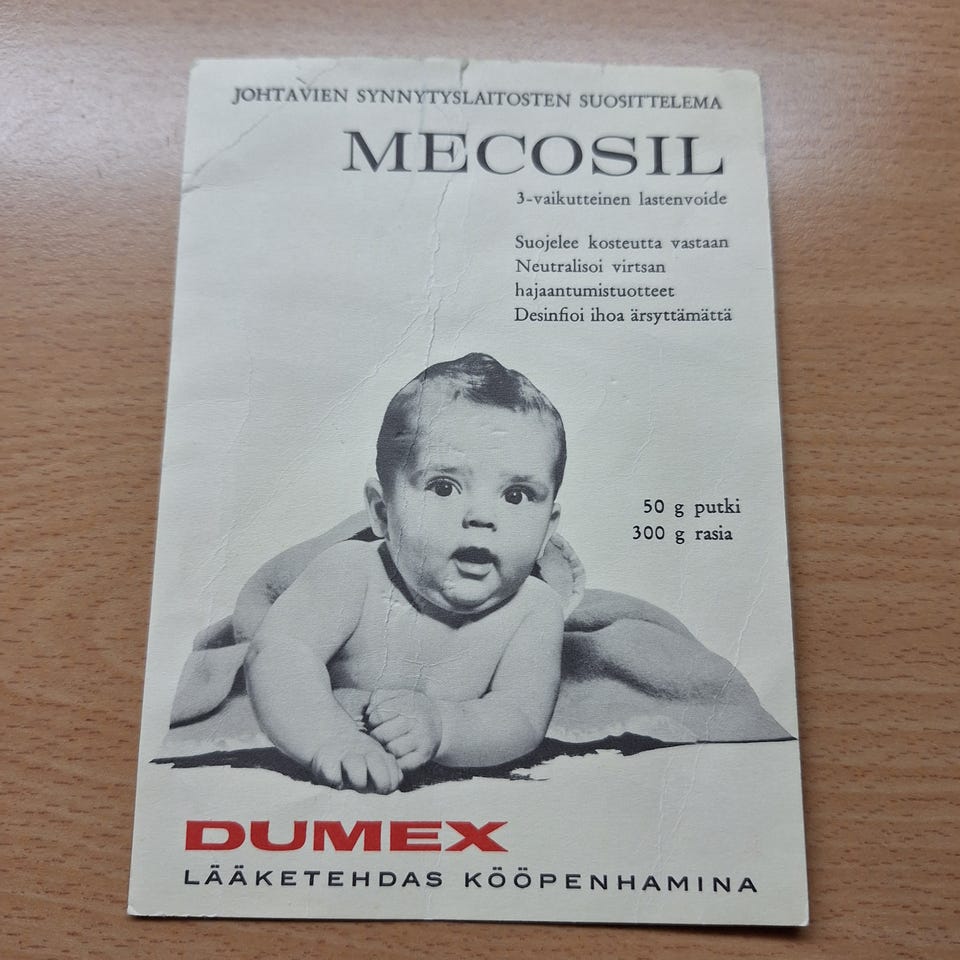 JOHTAVIEN SYNNYTYSLAITOSTEN SUOSITTELEMA
MECOSIL
3-vaikutteinen lastenvoide
Suojelee kosteutta vastaan
Neutralisoi virtsan
hajaantumistuotteet
Desinfioi ihoa ärsyttämättä
50 g putki
300 g rasia
DUMEX
LÄÄKETEHDAS KÖÖPENHAMINA